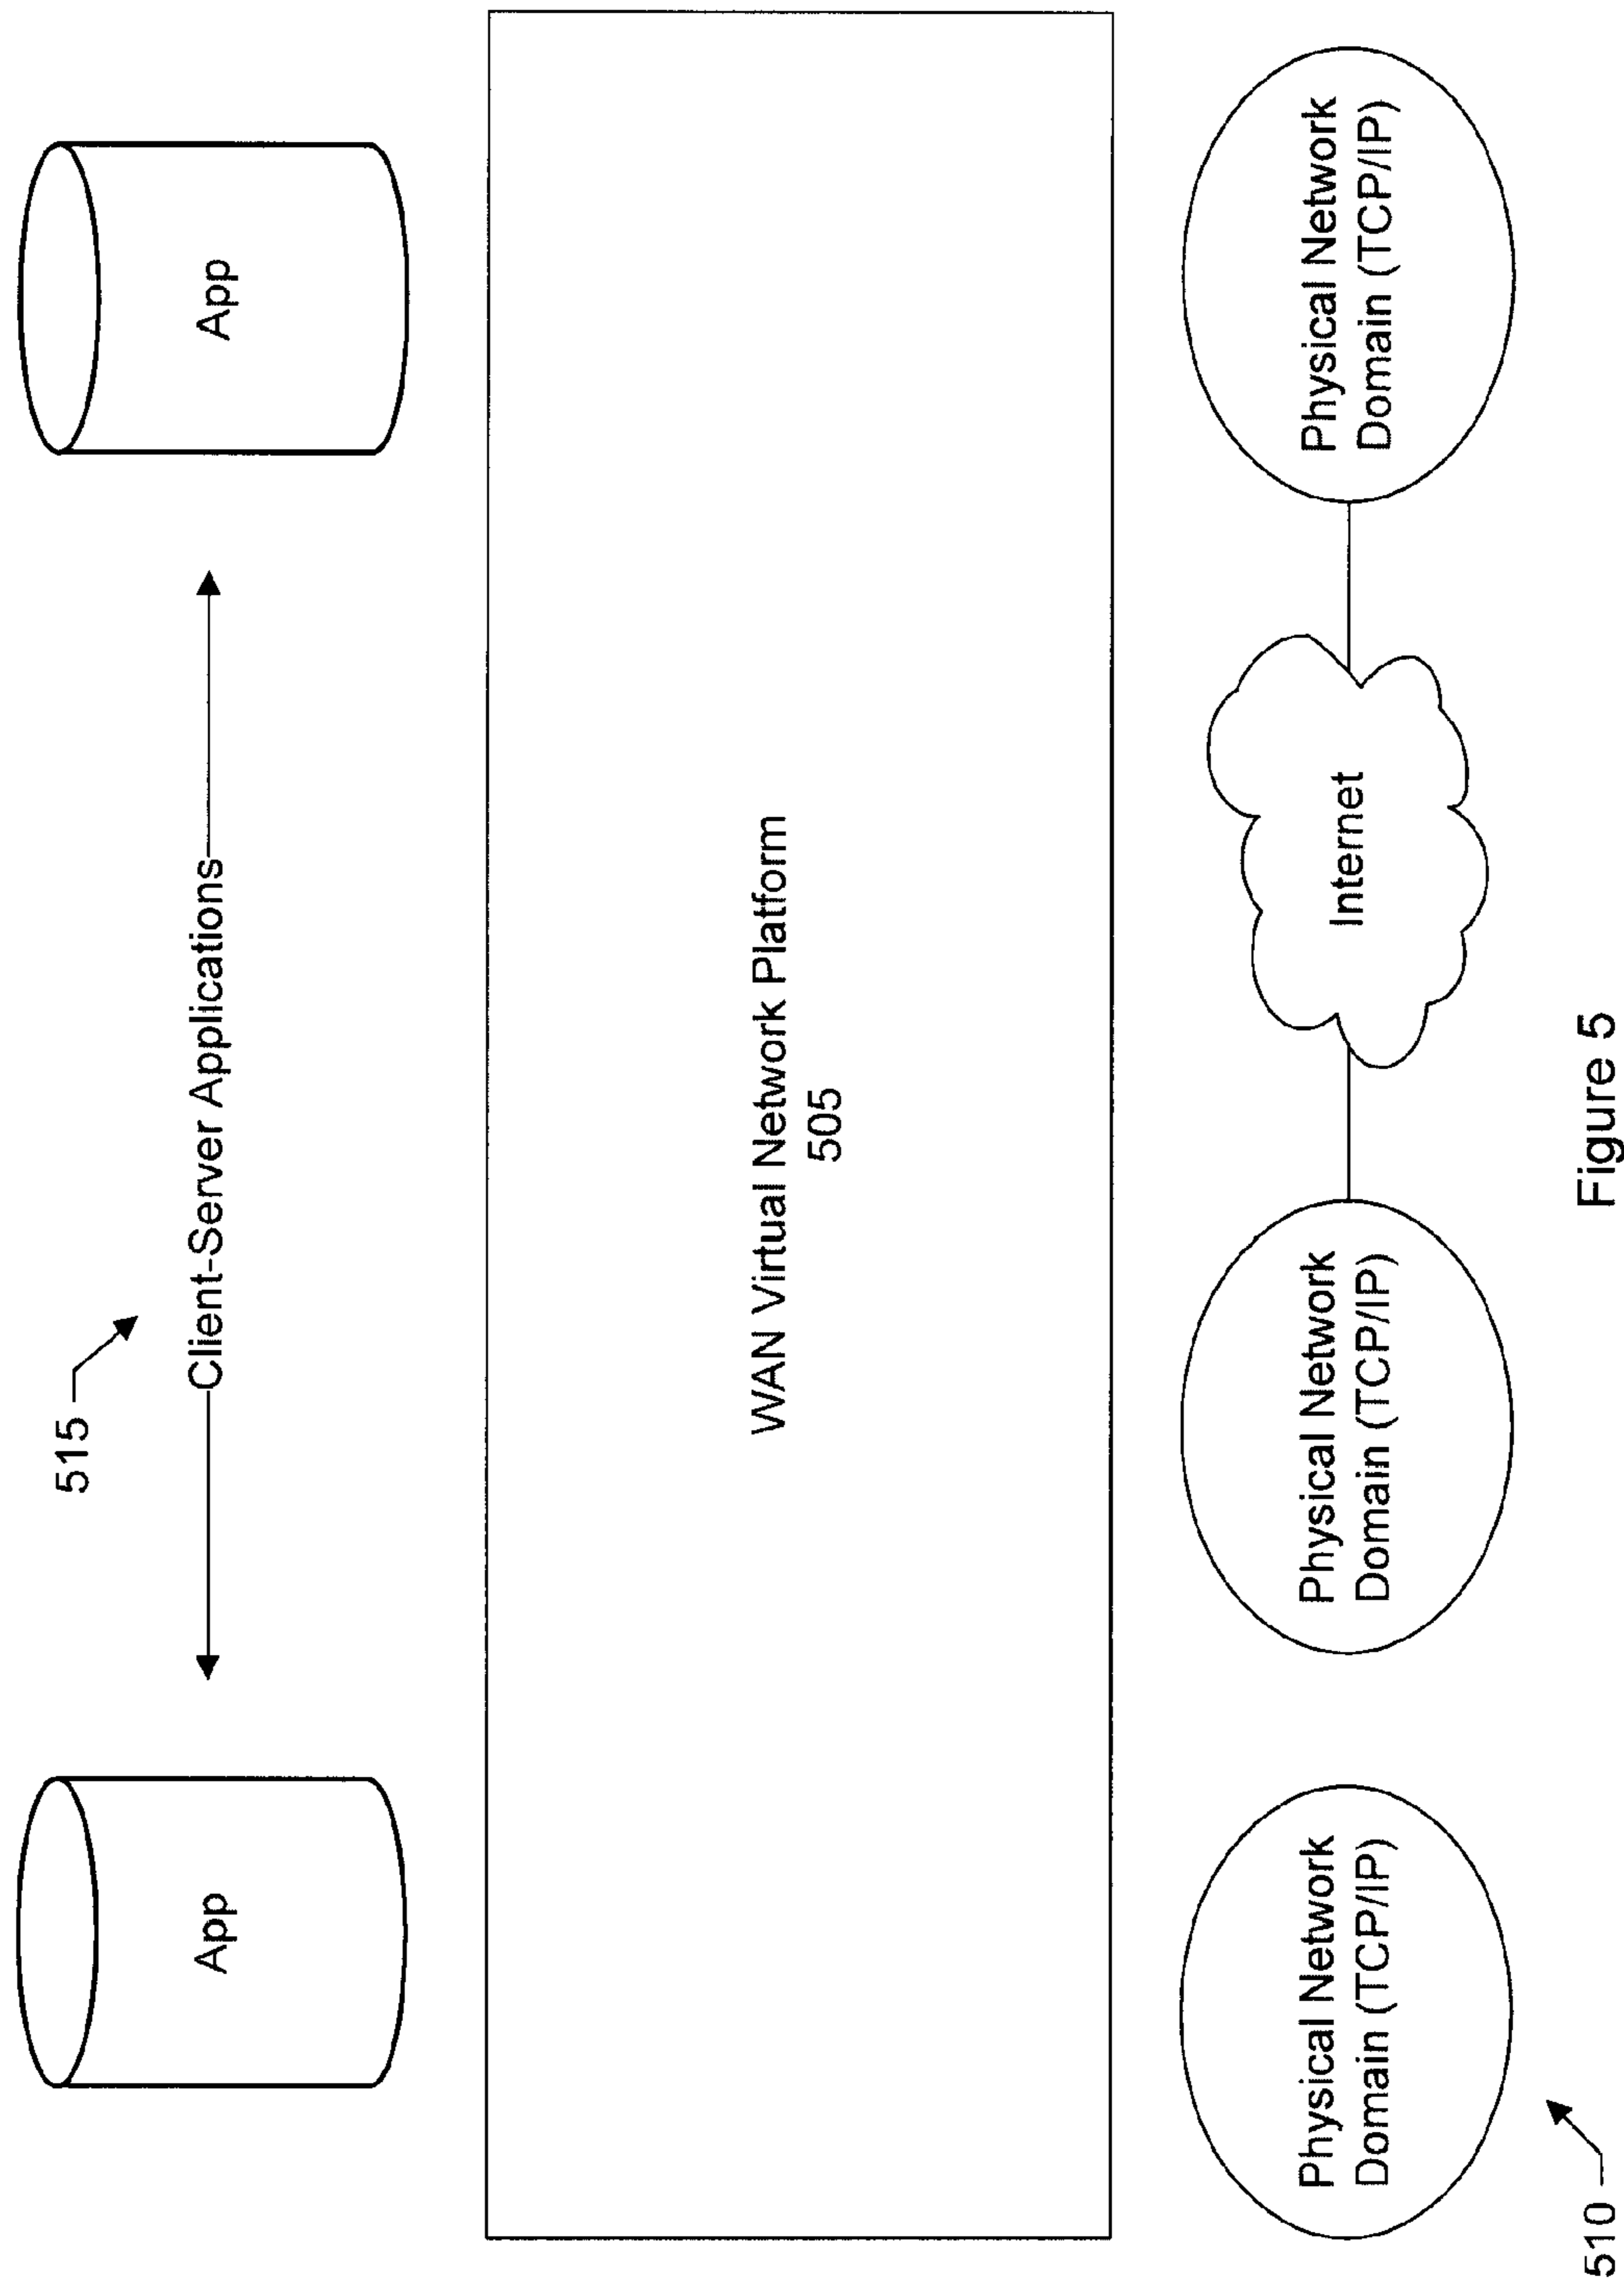 515
App
Client-Server Applications
App
WAN Virtual Network Platform
505
Physical Network
Domain (TCP/IP)
Physical Network
Domain (TCP/IP)
Internet
Physical Network
Domain (TCP/IP)
510
Figure 5